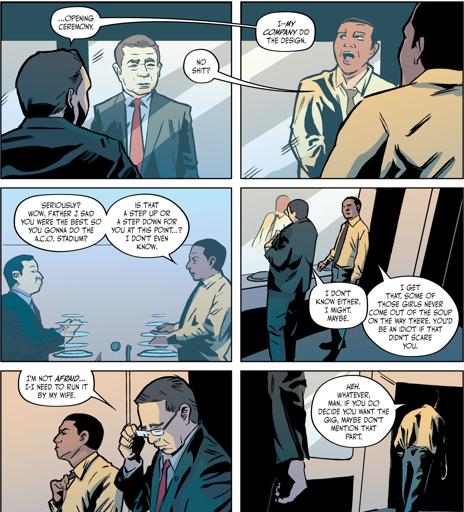 ...OPENING
CEREMONY.
I--MY
COMPANY DID
THE DESIGN.
NO
SHIT?
SERIOUSLY?
WOW. FATHER J SAID
YOU WERE THE BEST. SO
YOU GONNA DO THE
A.C.O. STADIUM?
IS THAT
A STEP UP OR
A STEP DOWN FOR
YOU AT THIS POINT...?
I DON'T EVEN
KNOW.
I DON'T
KNOW EITHER.
I MIGHT.
MAYBE.
I GET
THAT. SOME OF
THOSE GIRLS NEVER
COME OUT OF THE SOUP
ON THE WAY THERE. YOU'D
BE AN IDIOT IF THAT
DIDN'T SCARE
YOU.
I'M NOT AFRAID...
I-I NEED TO RUN IT
BY MY WIFE.
HEH.
WHATEVER,
MAN. IF YOU DO
DECIDE YOU WANT THE
GIG, MAYBE DON'T
MENTION THAT
PART.